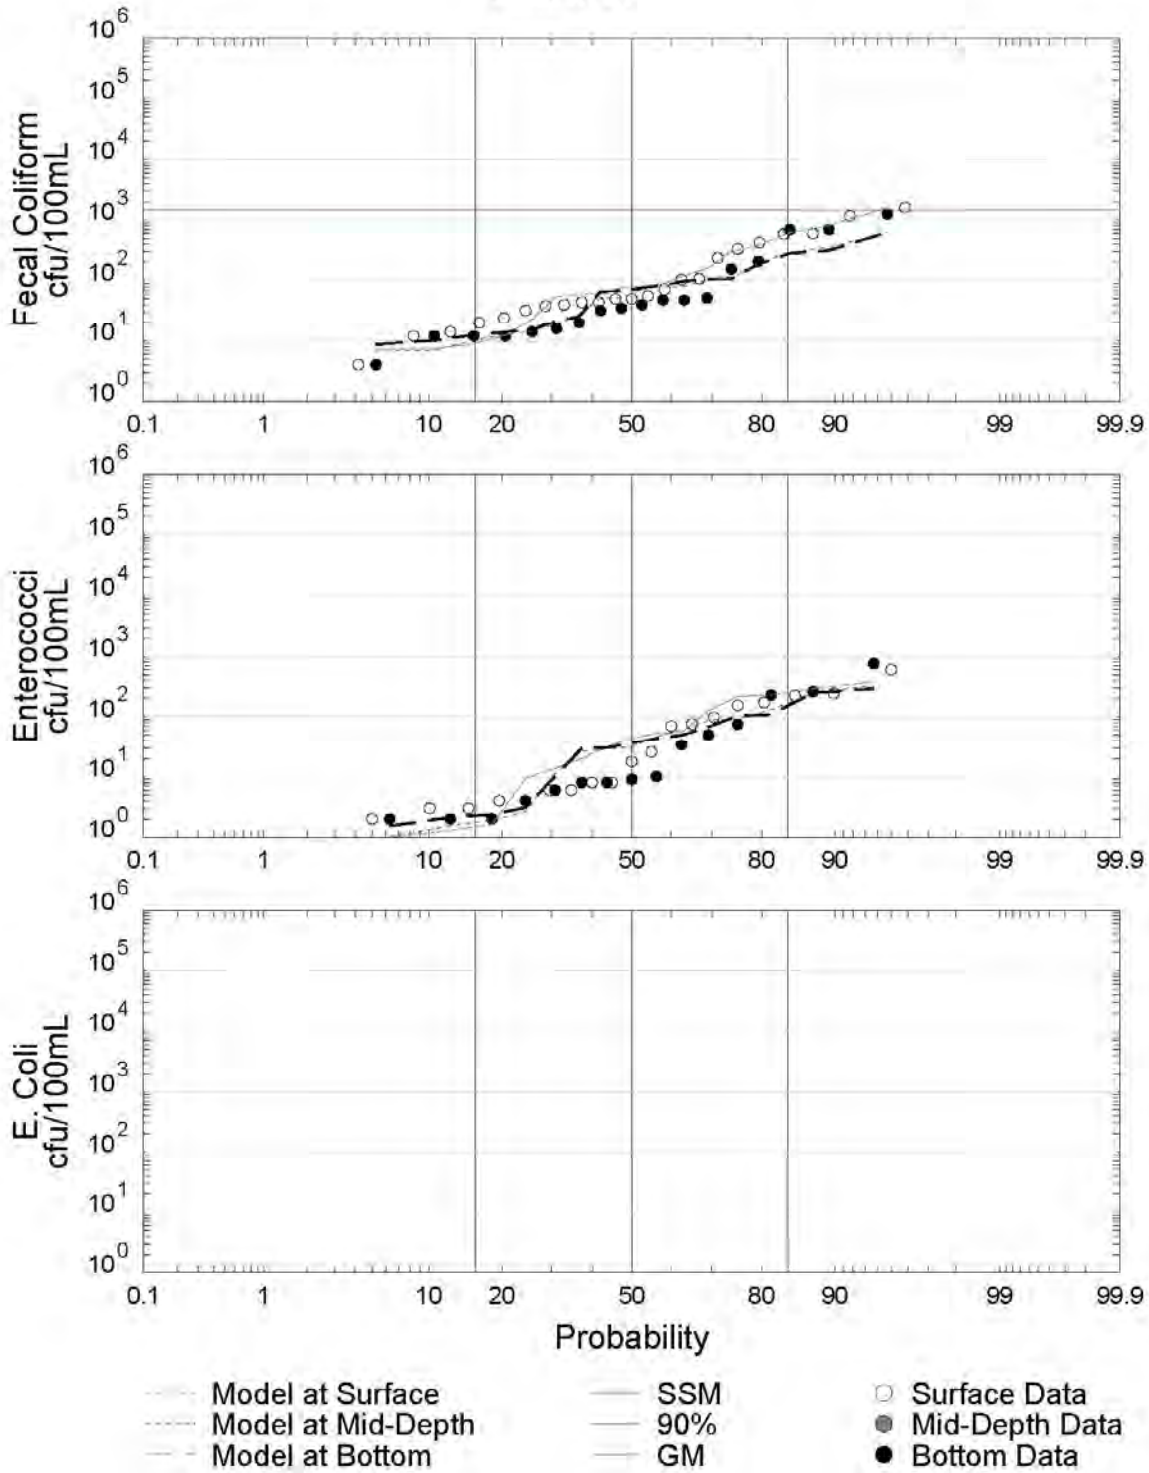 Fecal Coliform
cfu/100mL
10^6
10^5
10^4
10^3
10^2
10^1
10^0
0.1 1 10 20 50 80 90 99 99.9
Enterococci
cfu/100mL
10^6
10^5
10^4
10^3
10^2
10^1
10^0
0.1 1 10 20 50 80 90 99 99.9
E. Coli
cfu/100mL
10^6
10^5
10^4
10^3
10^2
10^1
10^0
0.1 1 10 20 50 80 90 99 99.9
Probability
Model at Surface SSM Surface Data
Model at Mid-Depth 90% Mid-Depth Data
Model at Bottom GM Bottom Data